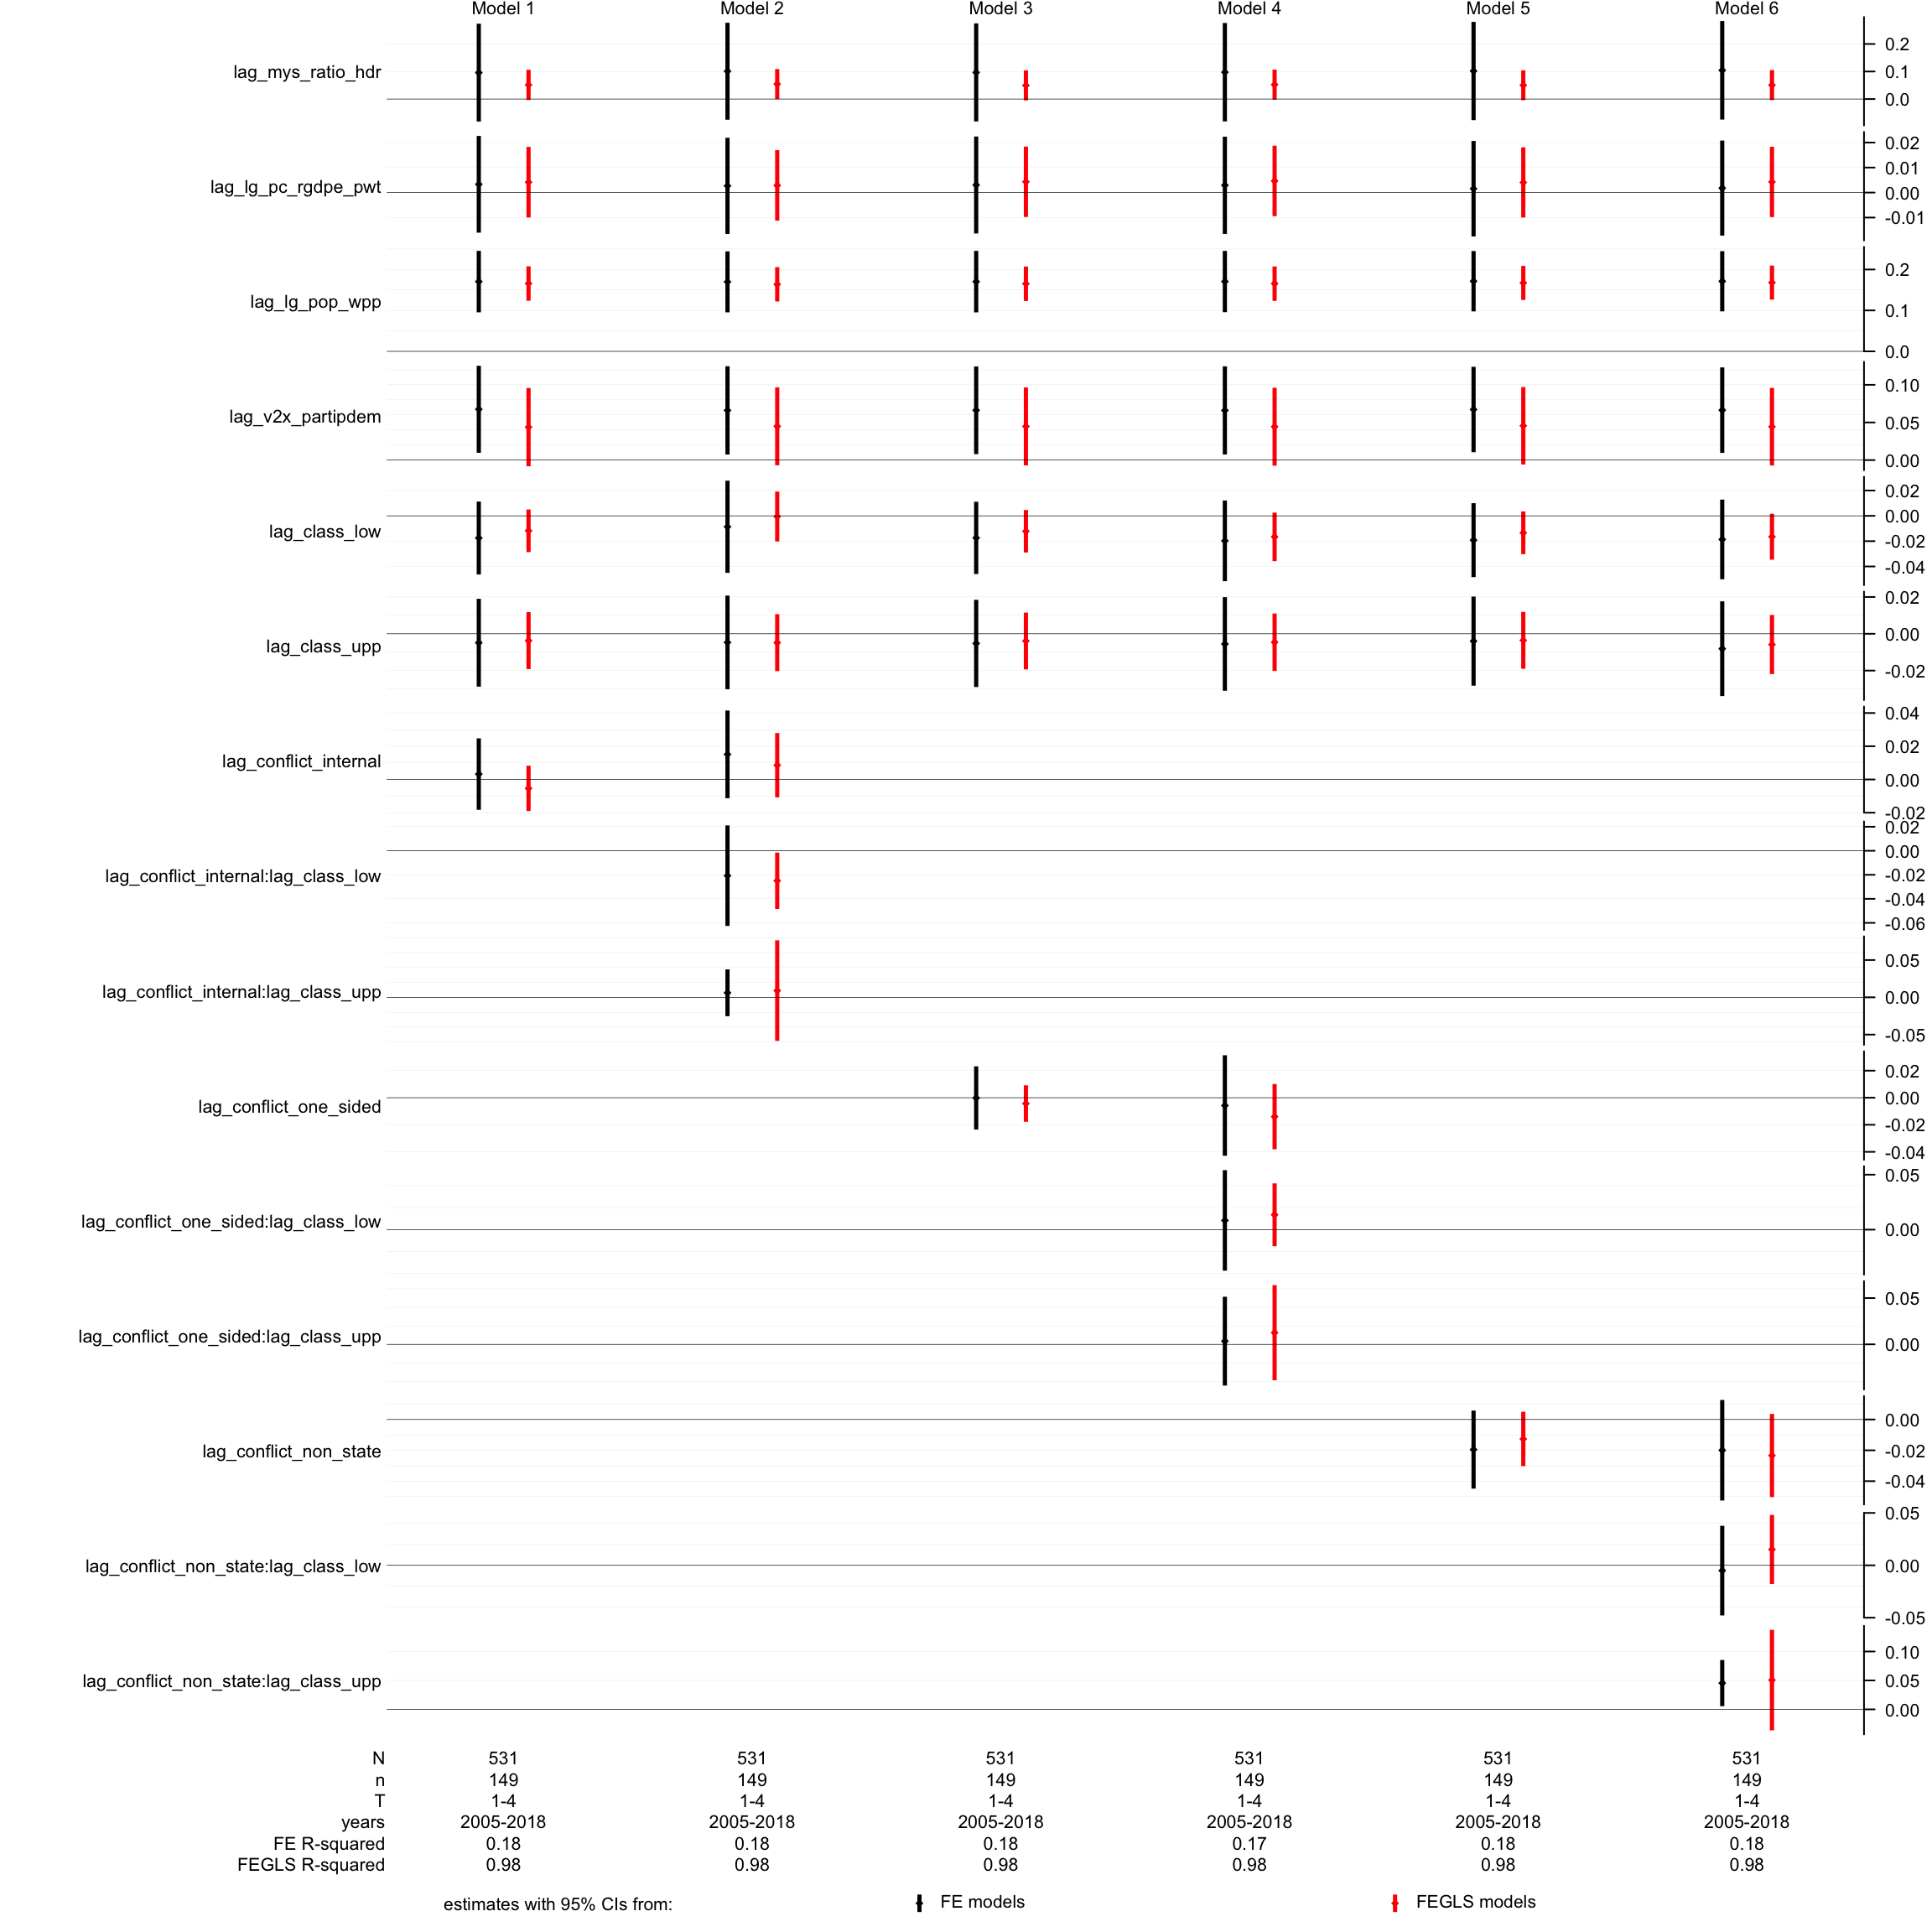 Model 1 Model 2 Model 3 Model 4 Model 5 Model 6
0.2
lag_mys_ratio_hdr 0.1
0.0
0.02
0.01
lag_lg_pc_rgdpe_pwt 0.00
-0.01
0.2
lag_lg_pop_wpp 0.1
0.0
0.10
lag_v2x_partipdem 0.05
0.00
0.02
0.00
lag_class_low -0.02
-0.04
0.02
0.00
lag_class_upp -0.02
0.04
0.02
lag_conflict_internal 0.00
-0.02
0.02
0.00
lag_conflict_internal:lag_class_low -0.02
-0.04
-0.06
0.05
lag_conflict_internal:lag_class_upp 0.00
-0.05
0.02
0.00
lag_conflict_one_sided -0.02
-0.04
0.05
lag_conflict_one_sided:lag_class_low 0.00
0.05
lag_conflict_one_sided:lag_class_upp 0.00
0.00
lag_conflict_non_state -0.02
-0.04
0.05
lag_conflict_non_state:lag_class_low 0.00
-0.05
0.10
lag_conflict_non_state:lag_class_upp 0.05
0.00
N 531 531 531 531 531 531
n 149 149 149 149 149 149
T 1-4 1-4 1-4 1-4 1-4 1-4
years 2005-2018 2005-2018 2005-2018 2005-2018 2005-2018 2005-2018
FE R-squared 0.18 0.18 0.18 0.17 0.18 0.18
FEGLS R-squared 0.98 0.98 0.98 0.98 0.98 0.98
estimates with 95% CIs from: FE models FEGLS models